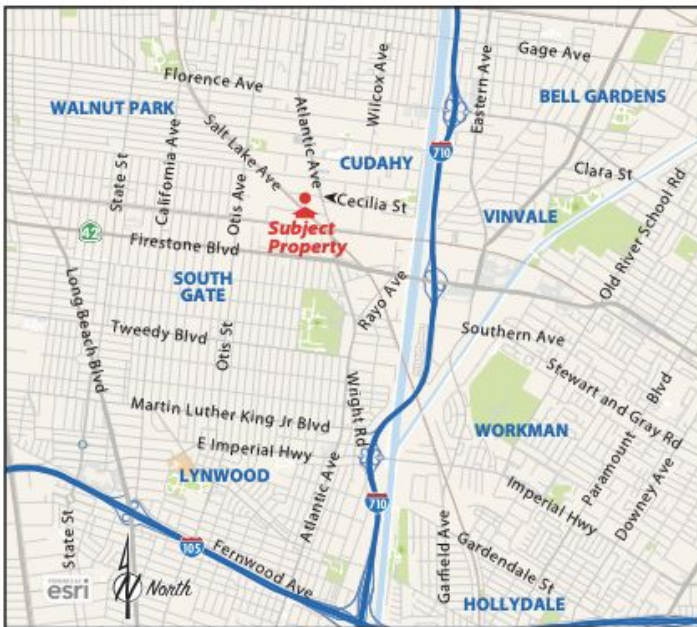 Gage Ave
Florence Ave
Wilcox Ave
Eastern Ave
BELL GARDENS
WALNUT PARK
Atlantic Ave
Salt Lake Ave
State St
California Ave
Otis Ave
CUDAHY
710
Clara St
Cecilia St
VINVALE
Old River School Rd
Subject
Property
42
Firestone Blvd
SOUTH
GATE
Long Beach Blvd
Rayo Ave
Tweedy Blvd
Otis St
Southern Ave
Stewart and Gray Rd
Blvd
Martin Luther King Jr Blvd
Wright Rd
WORKMAN
E Imperial Hwy
LYNWOOD
Atlantic Ave
Imperial Hwy
Paramount
Downey Ave
710
State St
105
Fernwood Ave
Garfield Ave
Gardendale St
POWERED BY
esri
N North
HOLLYDALE